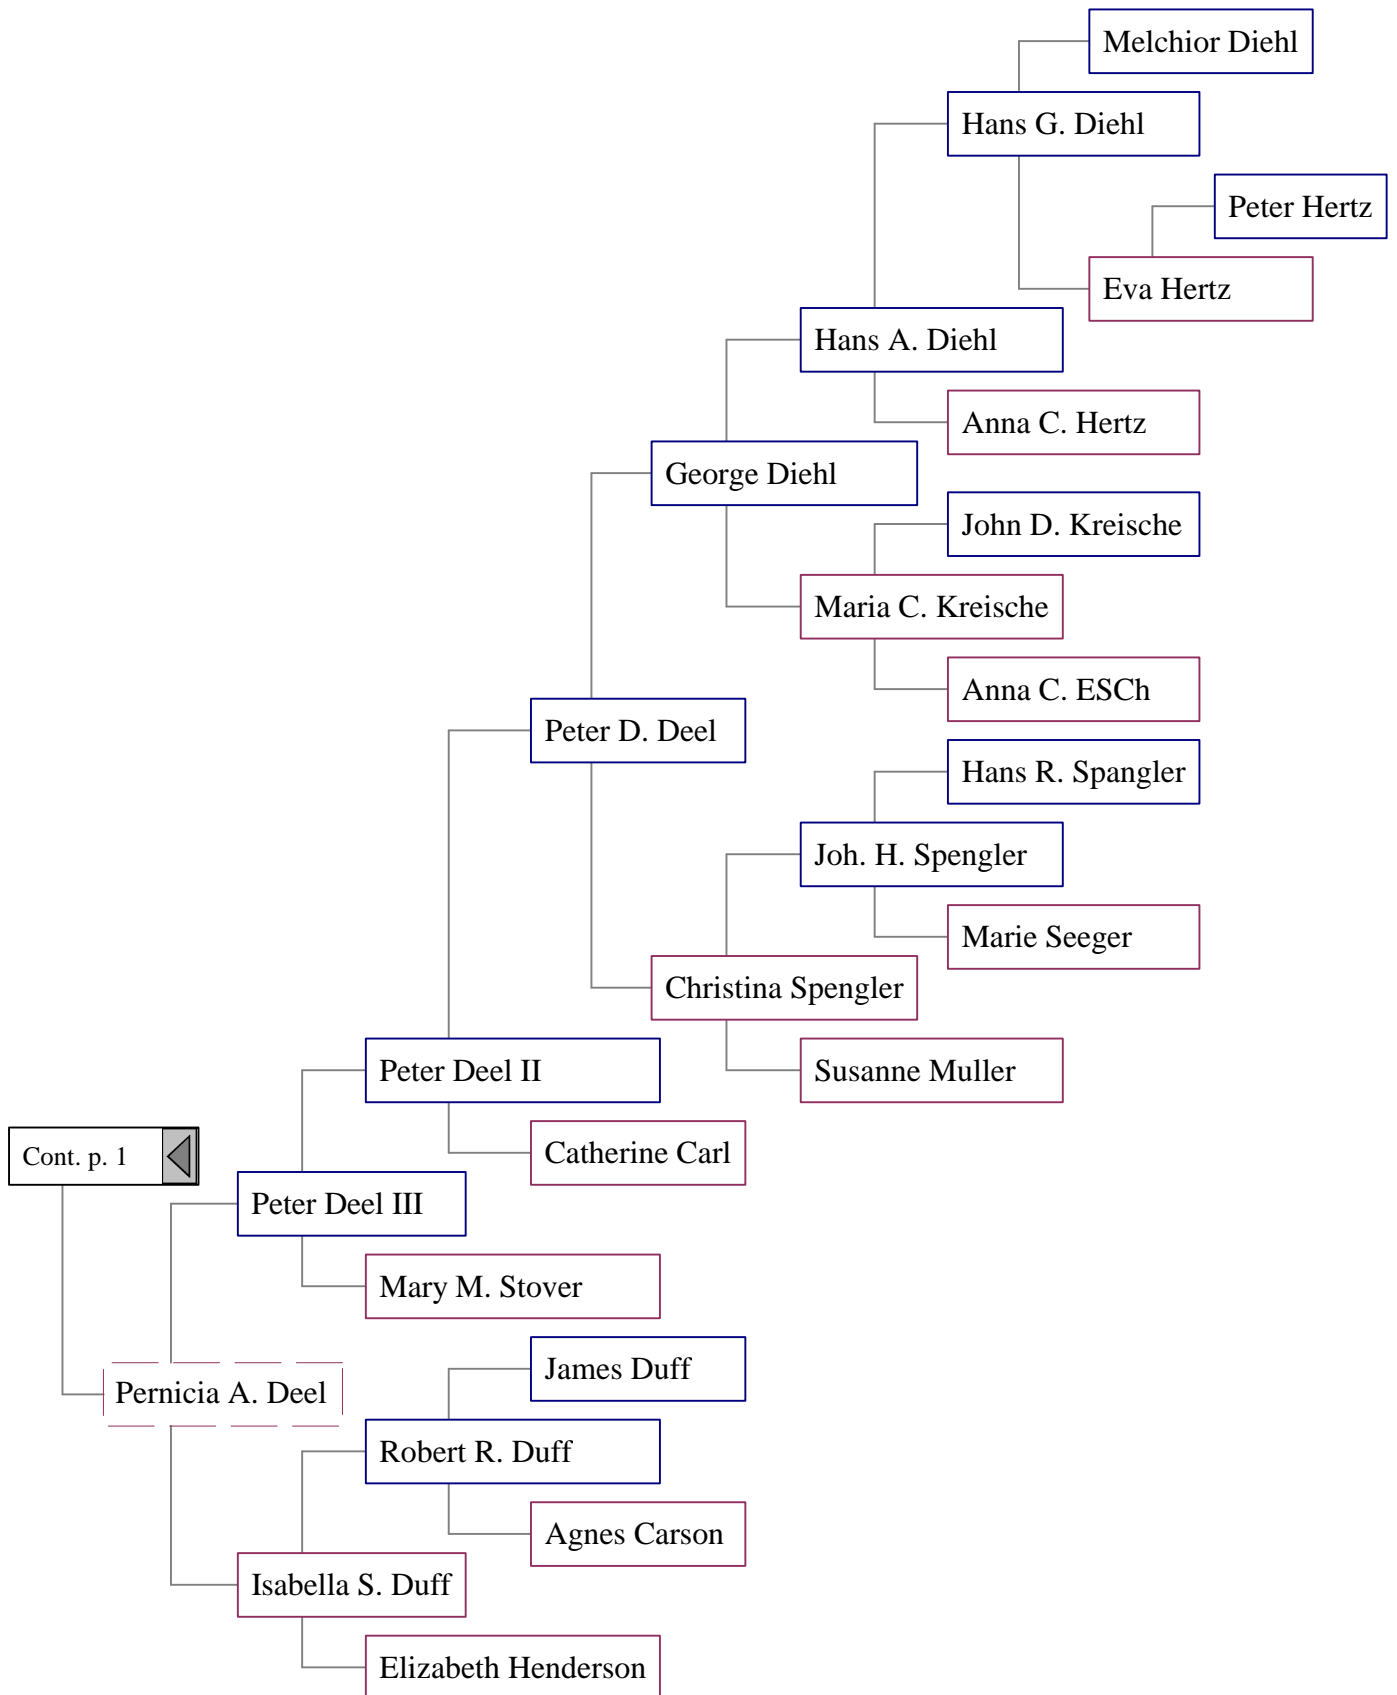 Melchior Diehl
Hans G. Diehl
Peter Hertz
Eva Hertz
Hans A. Diehl
Anna C. Hertz
George Diehl
John D. Kreische
Maria C. Kreische
Anna C. ESCh
Peter D. Deel
Hans R. Spangler
Joh. H. Spengler
Marie Seeger
Christina Spengler
Peter Deel II
Susanne Muller
Catherine Carl
Cont. p. 1
Peter Deel III
Mary M. Stover
James Duff
Pernicia A. Deel
Robert R. Duff
Agnes Carson
Isabella S. Duff
Elizabeth Henderson